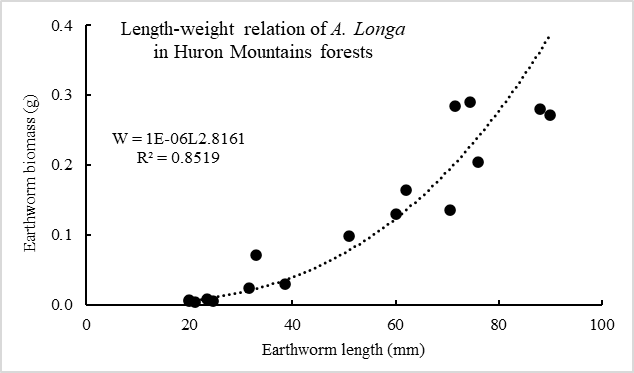 Length-weight relation of A. Longa
in Huron Mountains forests
W = 1E-06L2.8161
R² = 0.8519
Earthworm biomass (g)
0.4
0.3
0.2
0.1
0.0
0 20 40 60 80 100
Earthworm length (mm)